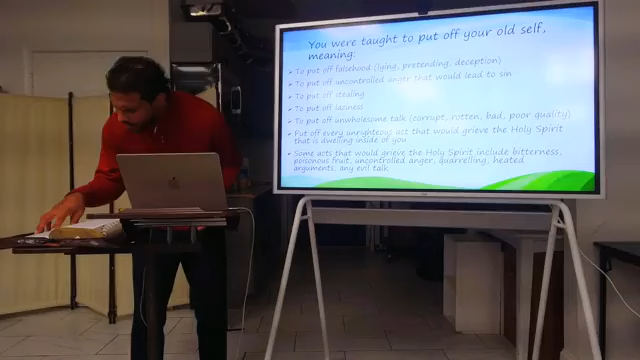 You were taught to put off your old self,
meaning:
To put off falsehood (lying, pretending, deception)
To put off uncontrolled anger that would lead to sin
To put off stealing
To put off laziness
To put off unwholesome talk (corrupt, rotten, bad, poor quality)
Put off every unrighteous act that would grieve the Holy Spirit
that is dwelling inside of you
Some acts that would grieve the Holy Spirit include bitterness,
poisonous fruit, uncontrolled anger, quarrelling, heated
arguments, any evil talk